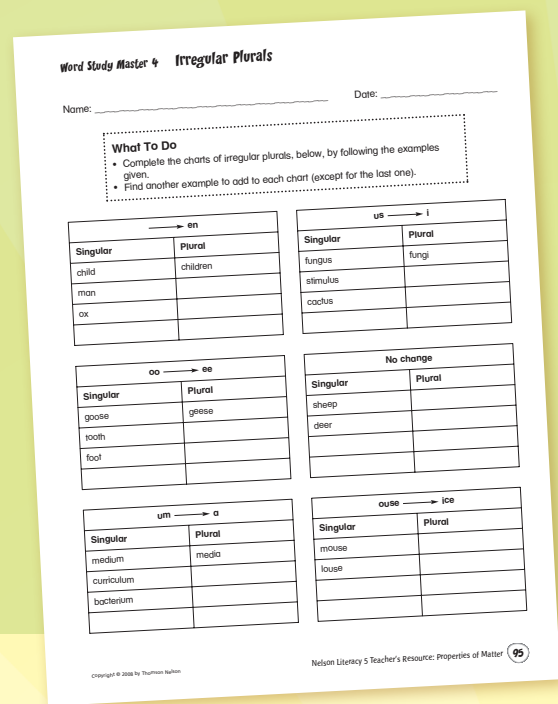 Word Study Master 4 Irregular Plurals
Name:
Date:
What To Do
• Complete the charts of irregular plurals, below, by following the examples
given.
• Find another example to add to each chart (except for the last one).
→ en
Singular Plural
child children
man
ox
us → i
Singular Plural
fungus fungi
stimulus
cactus
oo → ee
Singular Plural
goose geese
tooth
foot
No change
Singular Plural
sheep
deer
um → a
Singular Plural
medium media
curriculum
bacterium
ouse → ice
Singular Plural
mouse
louse
Copyright © 2008 by Thomson Nelson
Nelson Literacy 5 Teacher's Resource: Properties of Matter 95